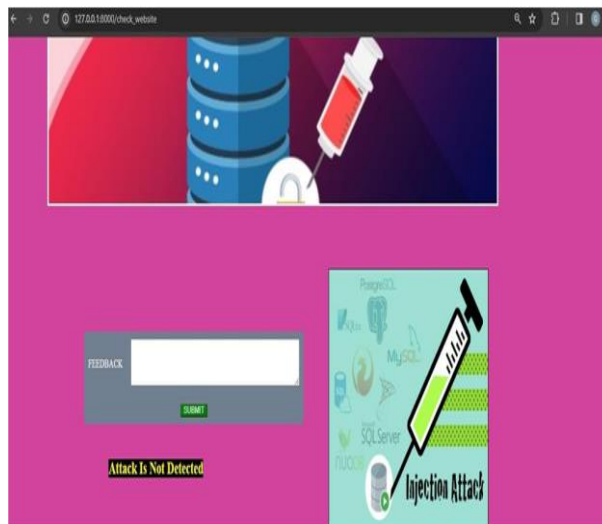 127.0.0.1:8000/check_website
PostgreSQL
MySQL
FEEDBACK
SUBMIT
SQL Server
Attack Is Not Detected
Injection Attack